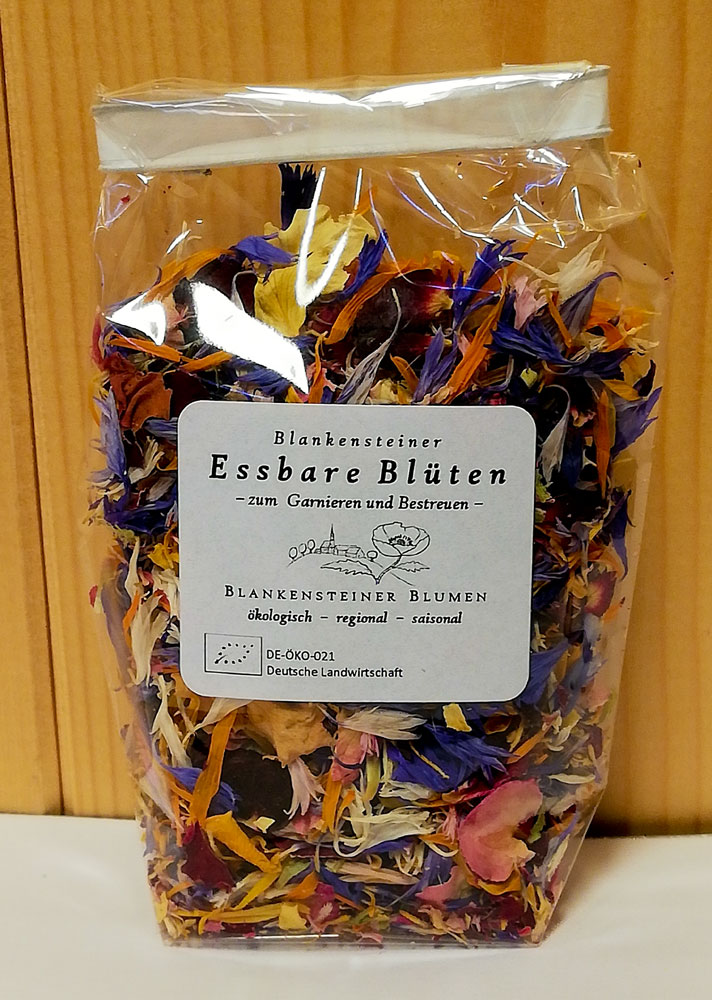 Blankensteiner
Essbare Blüten
– zum Garnieren und Bestreuen –
BLANKENSTEINER BLUMEN
ökologisch – regional – saisonal
DE-ÖKO-021
Deutsche Landwirtschaft